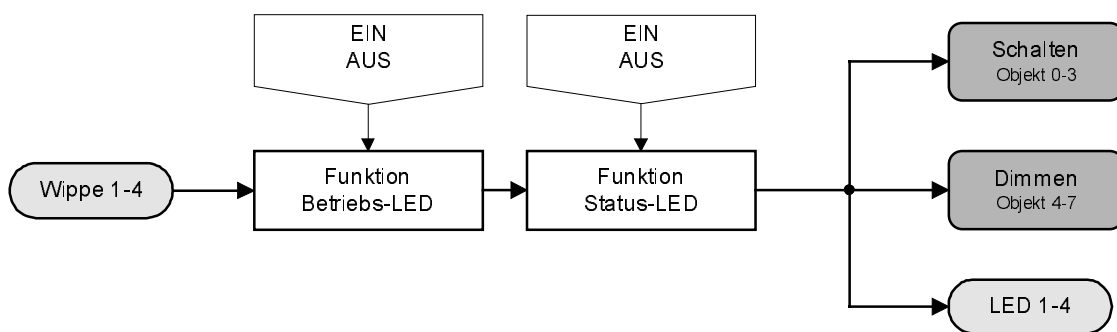 EIN
AUS
EIN
AUS
Schalten
Objekt 0-3
Wippe 1-4
Funktion
Betriebs-LED
Funktion
Status-LED
Dimmen
Objekt 4-7
LED 1-4